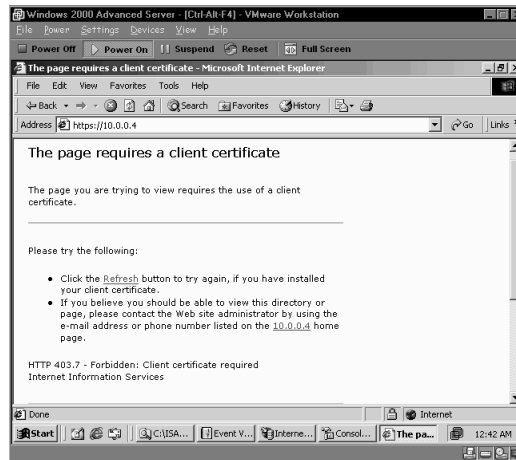 Windows 2000 Advanced Server - [Ctrl-Alt-F4] - VMware Workstation
File Power Settings Devices View Help
Power Off Power On Suspend Reset Full Screen
The page requires a client certificate - Microsoft Internet Explorer
File Edit View Favorites Tools Help
Back Search Favorites History
Address https://10.0.0.4 Go Links
The page requires a client certificate
The page you are trying to view requires the use of a client
certificate.
Please try the following:
• Click the Refresh button to try again, if you have installed
your client certificate.
• If you believe you should be able to view this directory or
page, please contact the Web site administrator by using the
e-mail address or phone number listed on the 10.0.0.4 home
page.
HTTP 403.7 - Forbidden: Client certificate required
Internet Information Services
Done Internet
Start C:\ISA... Event V... Interne... Consol... The pa... 12:42 AM